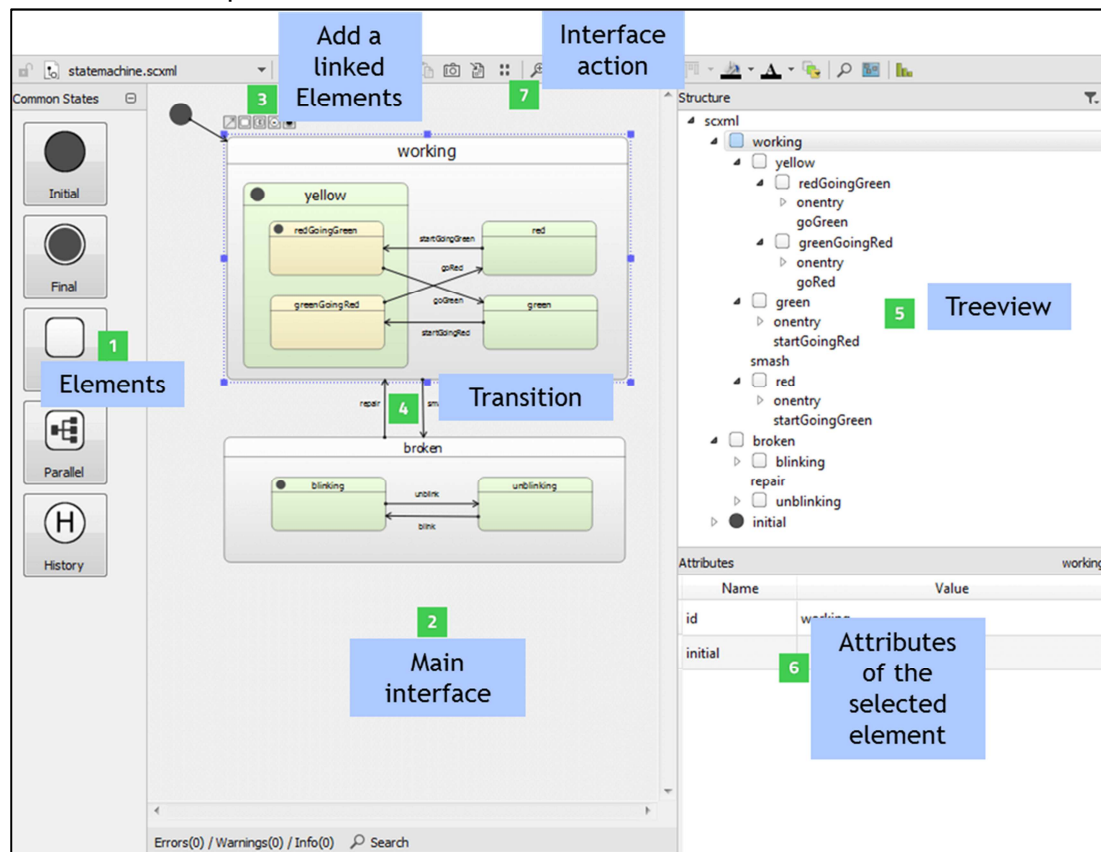 Add a
linked
Elements
Interface
action
statemachine.scxml
3
7
Common States
Structure
Initial
Final
1
Elements
Parallel
H
History
working
yellow
redGoingGreen
red
startGoingGreen
goRed
greenGoingRed
goGreen
green
startGoingRed
repair
4
Transition
broken
blinking
unblink
unblinking
blink
2
Main
interface
scxml
working
yellow
redGoingGreen
onentry
goGreen
greenGoingRed
onentry
goRed
green
onentry
startGoingRed
smash
red
onentry
startGoingGreen
broken
blinking
repair
unblinking
initial
5
Treeview
Attributes
working
Name
Value
id
initial
6
Attributes
of the
selected
element
Errors(0) / Warnings(0) / Info(0)
Search